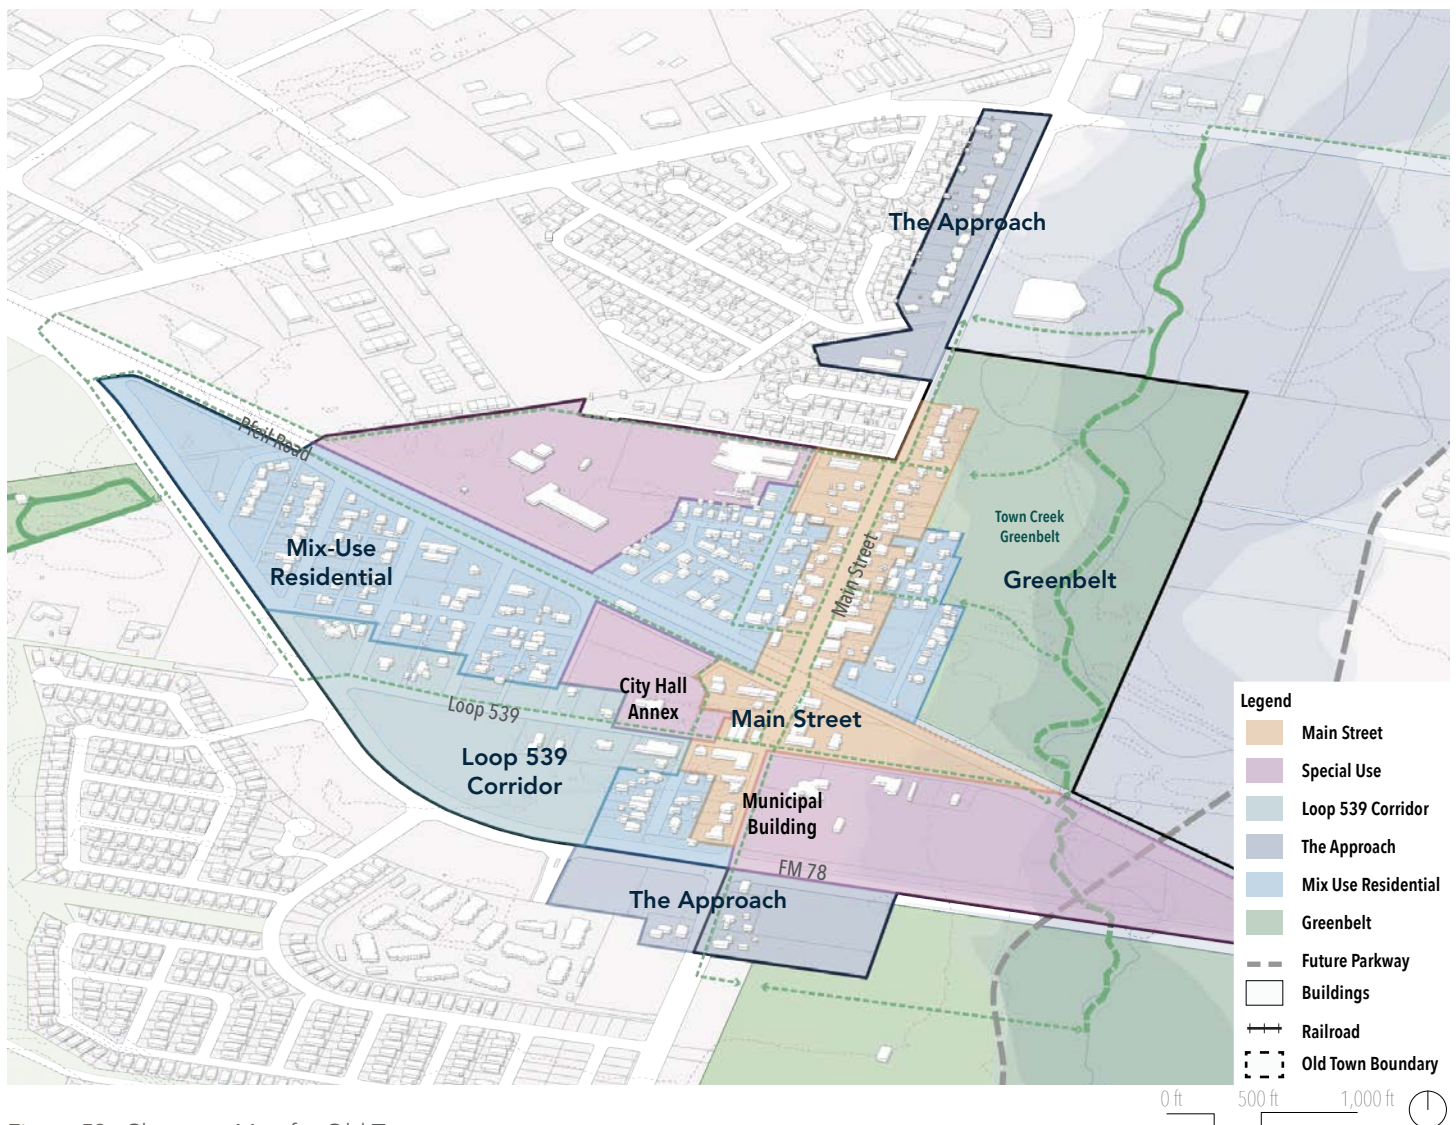 The Approach
Pfeil Road
Mix-Use
Residential
Main Street
Town Creek
Greenbelt
Greenbelt
City Hall
Annex
Loop 539
Main Street
Loop 539
Corridor
Municipal
Building
FM 78
The Approach
Legend
Main Street
Special Use
Loop 539 Corridor
The Approach
Mix Use Residential
Greenbelt
Future Parkway
Buildings
Railroad
Old Town Boundary
0 ft 500 ft 1,000 ft